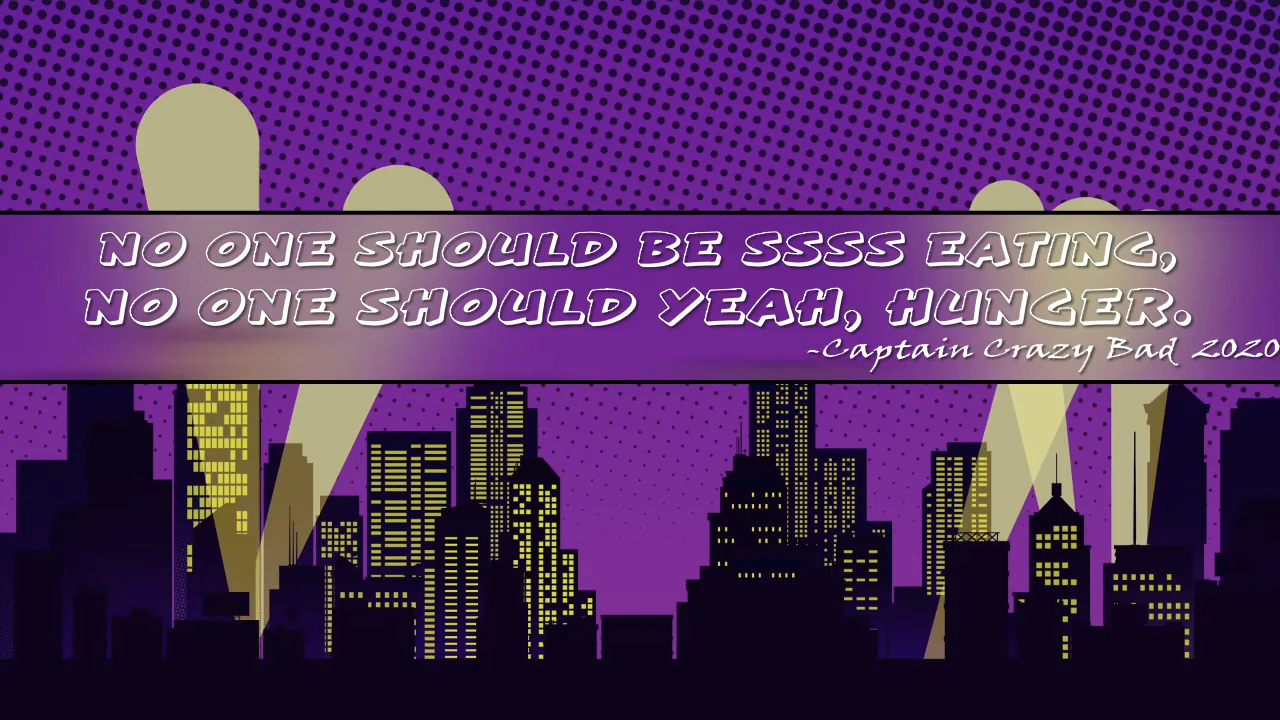 NO ONE SHOULD BE SSSS EATING,
NO ONE SHOULD YEAH, HUNGER.
-Captain Crazy Bad 2020